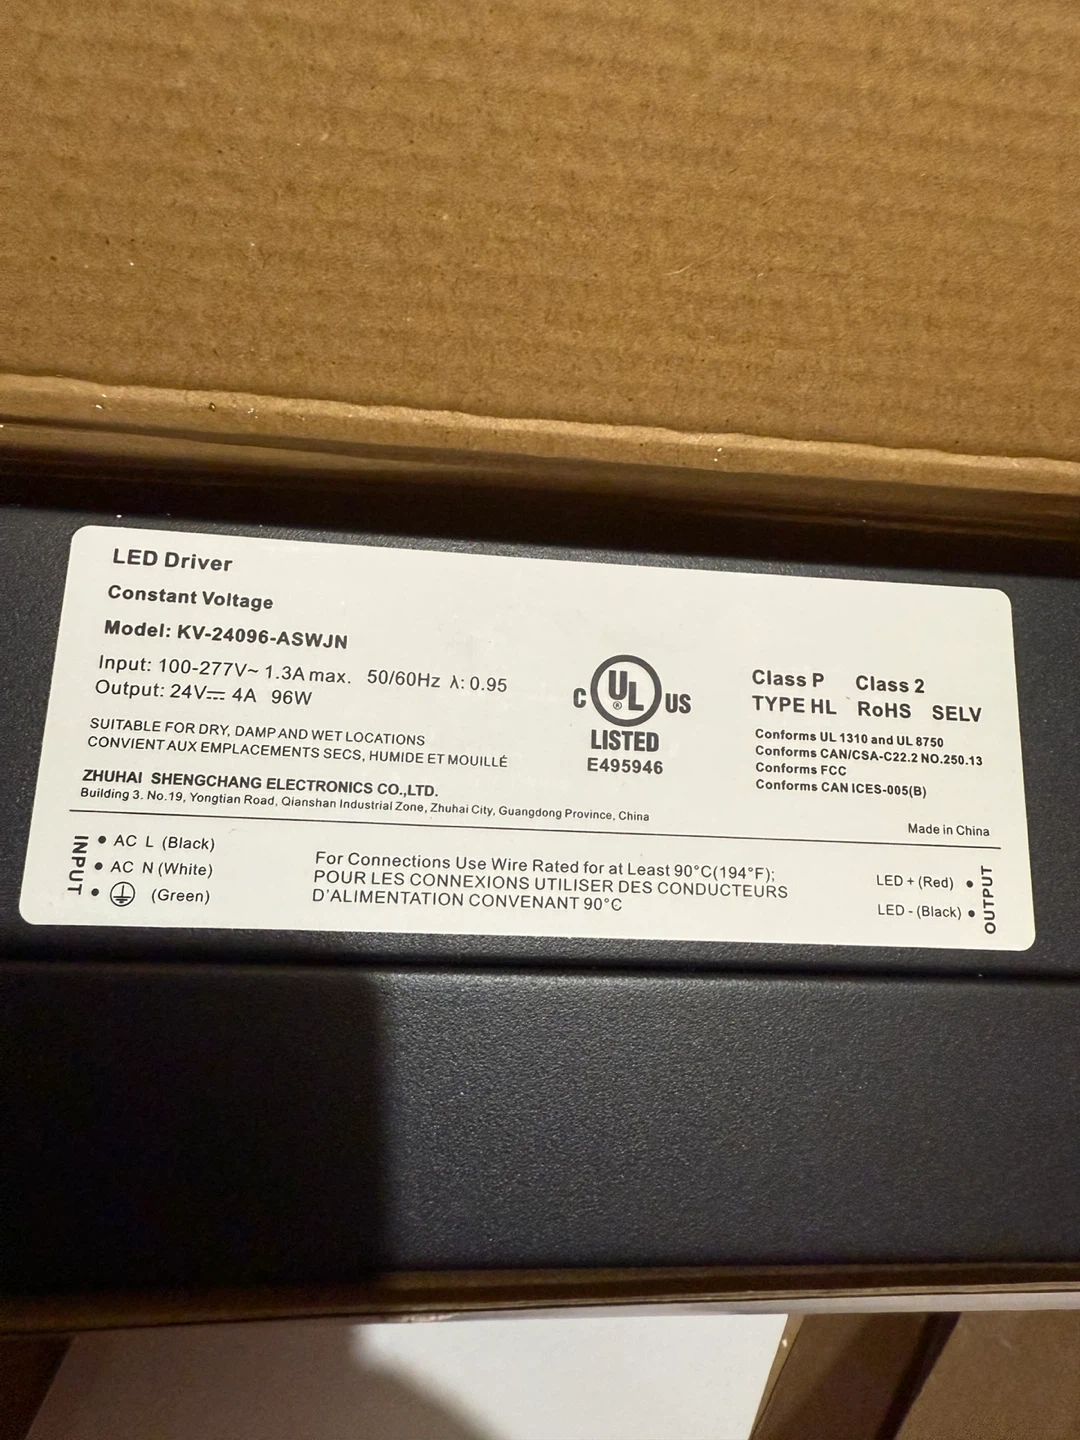 LED Driver
Constant Voltage
Model: KV-24096-ASWJN
Input: 100-277V~ 1.3A max. 50/60Hz λ: 0.95
Output: 24V⎓ 4A 96W
SUITABLE FOR DRY, DAMP AND WET LOCATIONS
CONVIENT AUX EMPLACEMENTS SECS, HUMIDE ET MOUILLÉ
ZHUHAI SHENGCHANG ELECTRONICS CO.,LTD.
Building 3. No.19, Yongtian Road, Qianshan Industrial Zone, Zhuhai City, Guangdong Province, China
C UL ® US
LISTED
E495946
Class P Class 2
TYPE HL RoHS SELV
Conforms UL 1310 and UL 8750
Conforms CAN/CSA-C22.2 NO.250.13
Conforms FCC
Conforms CAN ICES-005(B)
Made in China
INPUT
AC L (Black)
AC N (White)
(Green)
For Connections Use Wire Rated for at Least 90°C(194°F);
POUR LES CONNEXIONS UTILISER DES CONDUCTEURS
D'ALIMENTATION CONVENANT 90°C
LED + (Red)
LED - (Black)
OUTPUT